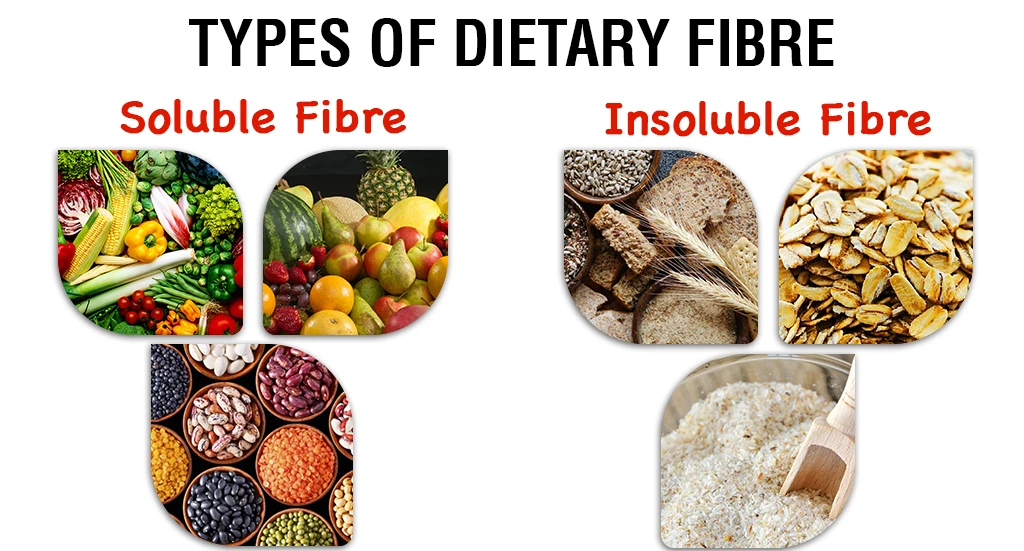 TYPES OF DIETARY FIBRE
Soluble Fibre
Insoluble Fibre